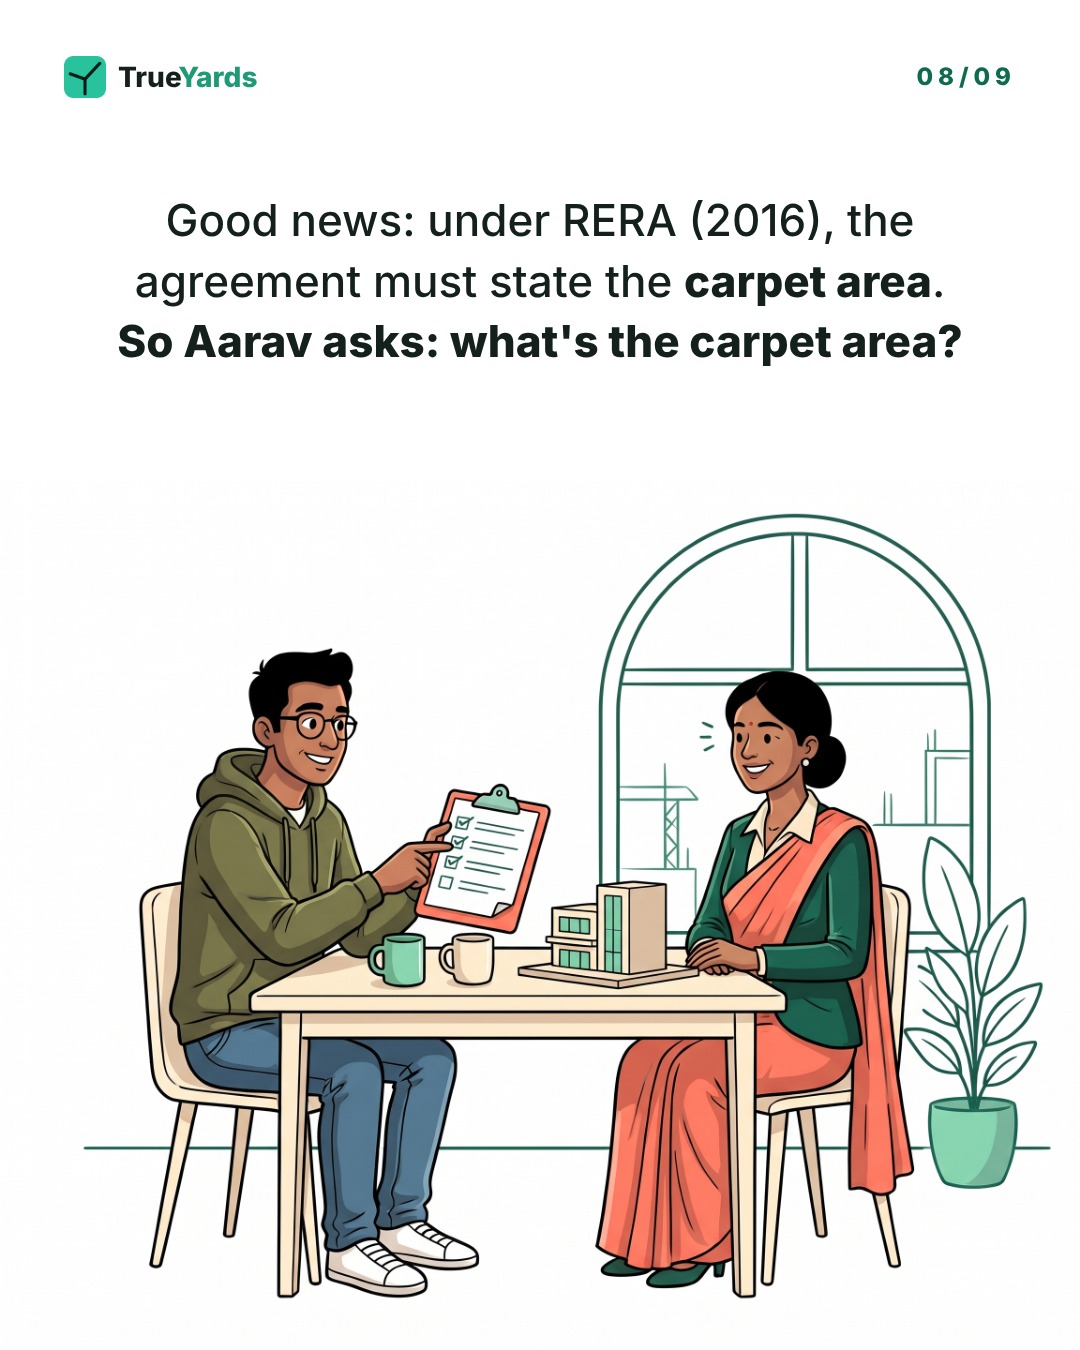 TrueYards
08/09
Good news: under RERA (2016), the
agreement must state the carpet area.
So Aarav asks: what's the carpet area?